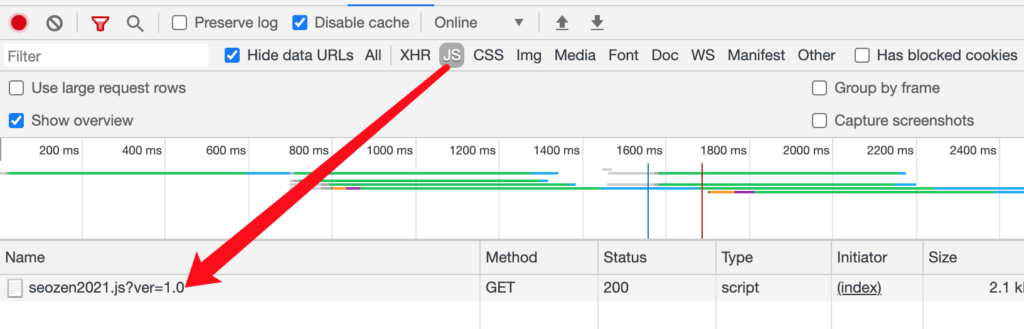 Preserve log Disable cache Online
Filter Hide data URLs All XHR JS CSS Img Media Font Doc WS Manifest Other Has blocked cookies
Use large request rows Group by frame
Show overview Capture screenshots
200 ms 400 ms 600 ms 800 ms 1000 ms 1200 ms 1400 ms 1600 ms 1800 ms 2000 ms 2200 ms 2400 ms
Name Method Status Type Initiator Size
seozen2021.js?ver=1.0 GET 200 script (index) 2.1